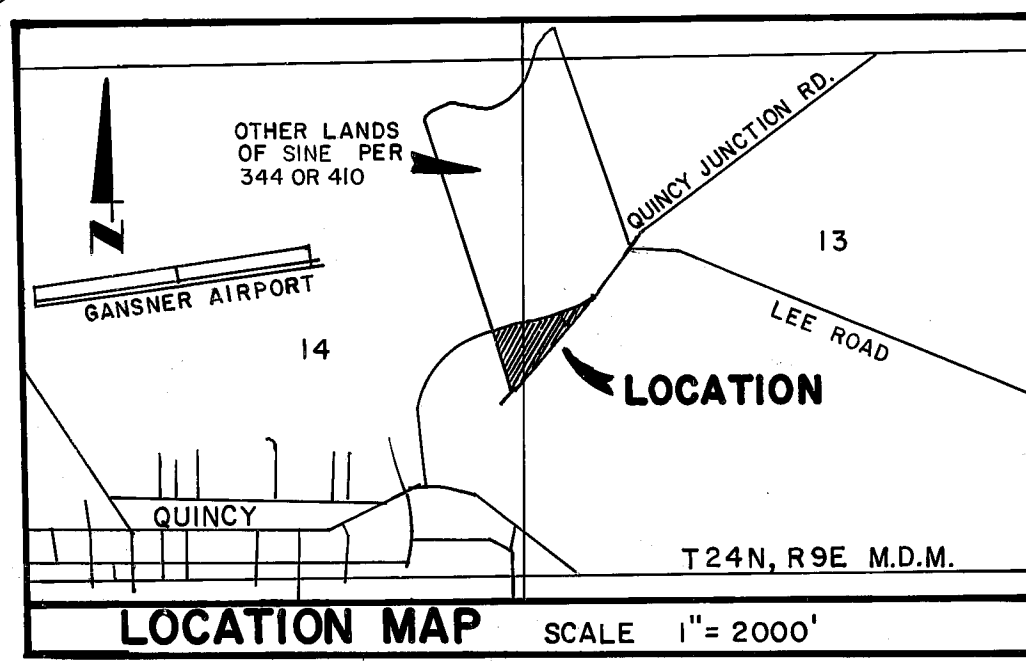 OTHER LANDS
OF SINE PER
344 OR 410
QUINCY JUNCTION RD.
N
13
GANSNER AIRPORT
14
LEE ROAD
LOCATION
QUINCY
T24N, R9E M.D.M.
LOCATION MAP SCALE 1"= 2000'